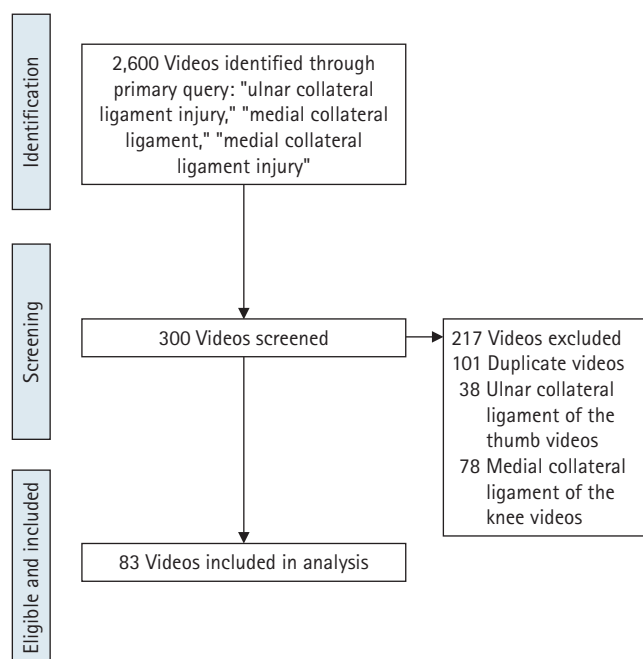 Identification
2,600 Videos identified through
primary query: "ulnar collateral
ligament injury," "medial collateral
ligament," "medial collateral
ligament injury"
Screening
300 Videos screened
217 Videos excluded
101 Duplicate videos
38 Ulnar collateral
ligament of the
thumb videos
78 Medial collateral
ligament of the
knee videos
Eligible and included
83 Videos included in analysis